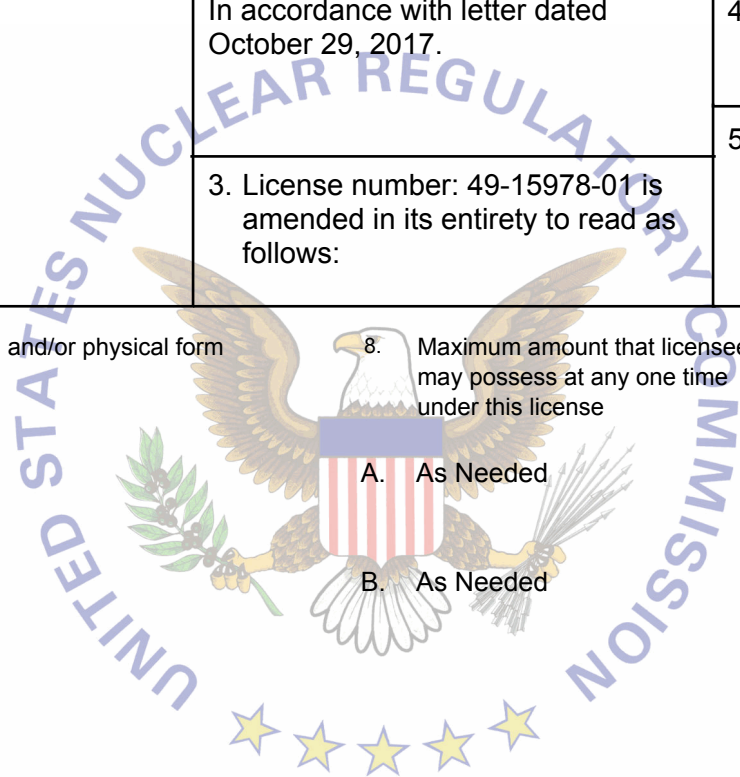 In accordance with letter dated
October 29, 2017.
4
5
3. License number: 49-15978-01 is
amended in its entirety to read as
follows:
and/or physical form
8. Maximum amount that licensee
may possess at any one time
under this license
A. As Needed
B. As Needed
UNITED STATES NUCLEAR REGULATORY COMMISSION